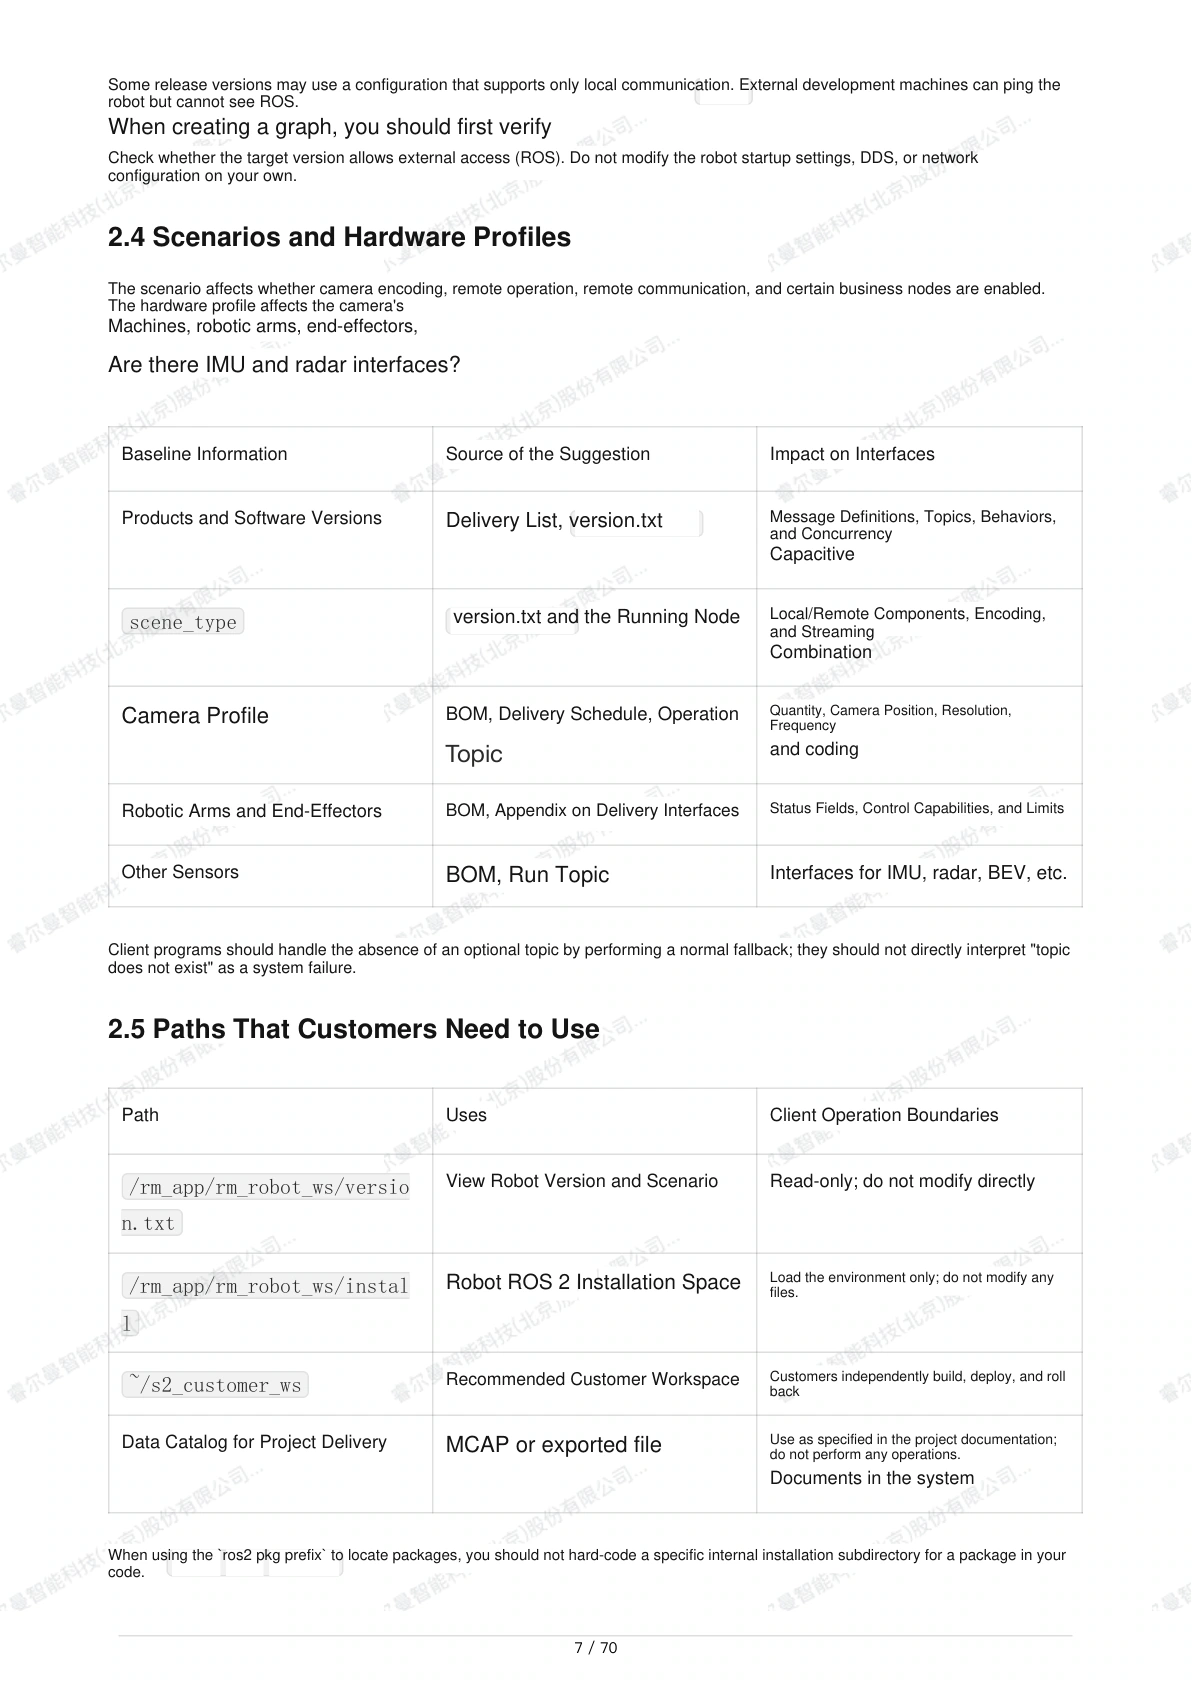 Some release versions may use a configuration that supports only local communication. External development machines can ping the
robot but cannot see ROS.
When creating a graph, you should first verify
Check whether the target version allows external access (ROS). Do not modify the robot startup settings, DDS, or network
configuration on your own.
2.4 Scenarios and Hardware Profiles
The scenario affects whether camera encoding, remote operation, remote communication, and certain business nodes are enabled.
The hardware profile affects the camera's
Machines, robotic arms, end-effectors,
Are there IMU and radar interfaces?
Baseline Information
Source of the Suggestion
Impact on Interfaces
Products and Software Versions
Delivery List, version.txt
Message Definitions, Topics, Behaviors,
and Concurrency
Capacitive
scene_type
version.txt and the Running Node
Local/Remote Components, Encoding,
and Streaming
Combination
Camera Profile
BOM, Delivery Schedule, Operation
Topic
Quantity, Camera Position, Resolution,
Frequency
and coding
Robotic Arms and End-Effectors
BOM, Appendix on Delivery Interfaces
Status Fields, Control Capabilities, and Limits
Other Sensors
BOM, Run Topic
Interfaces for IMU, radar, BEV, etc.
Client programs should handle the absence of an optional topic by performing a normal fallback; they should not directly interpret "topic
does not exist" as a system failure.
2.5 Paths That Customers Need to Use
Path
Uses
Client Operation Boundaries
/rm_app/rm_robot_ws/versio
n.txt
View Robot Version and Scenario
Read-only; do not modify directly
/rm_app/rm_robot_ws/instal
l
Robot ROS 2 Installation Space
Load the environment only; do not modify any
files.
~/s2_customer_ws
Recommended Customer Workspace
Customers independently build, deploy, and roll
back
Data Catalog for Project Delivery
MCAP or exported file
Use as specified in the project documentation;
do not perform any operations.
Documents in the system
When using the `ros2 pkg prefix` to locate packages, you should not hard-code a specific internal installation subdirectory for a package in your
code.
7 / 70
睿尔曼智能科技(北京)股份有限公司...